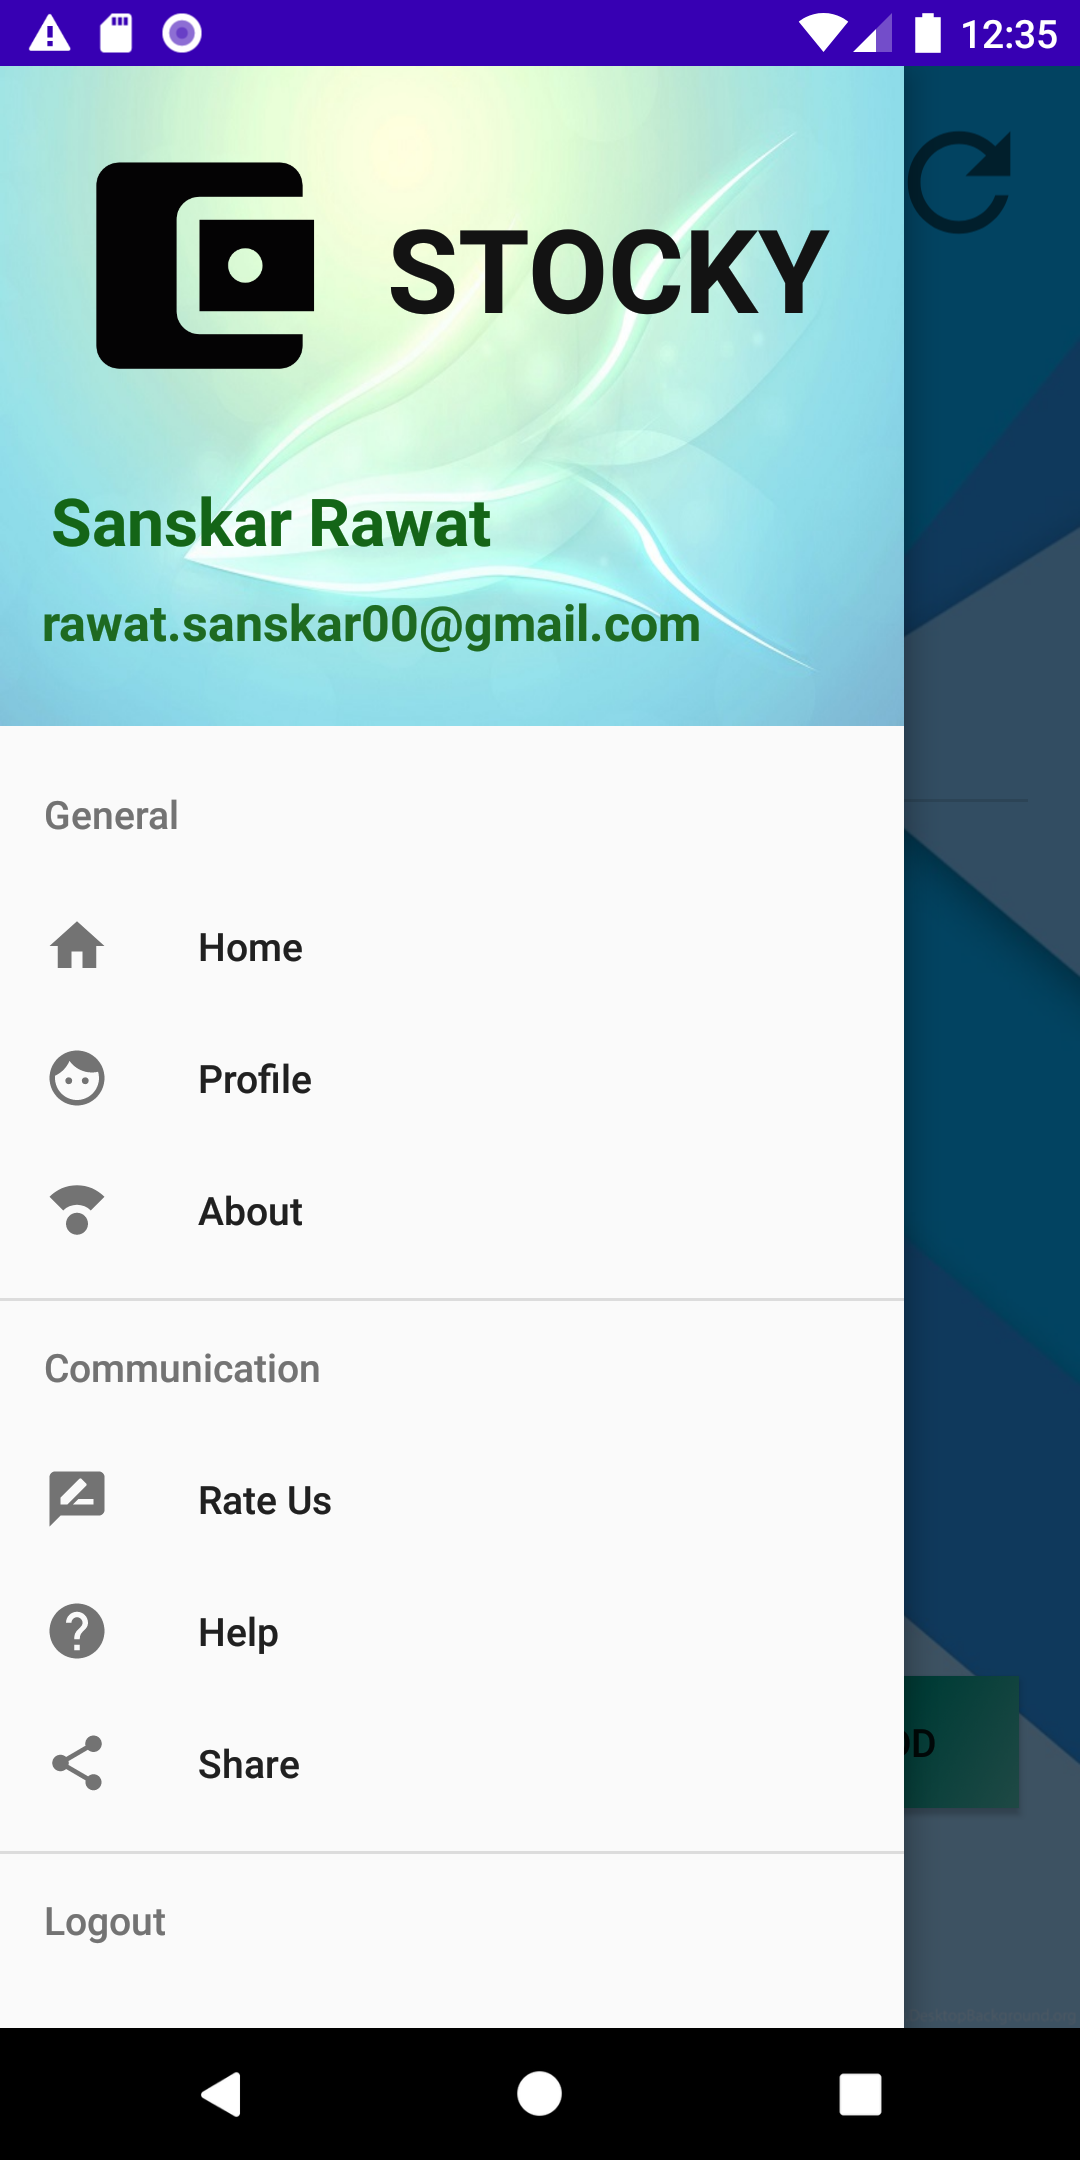 12:35
STOCKY
Sanskar Rawat
rawat.sanskar00@gmail.com
General
Home
Profile
About
Communication
Rate Us
Help
Share
Logout